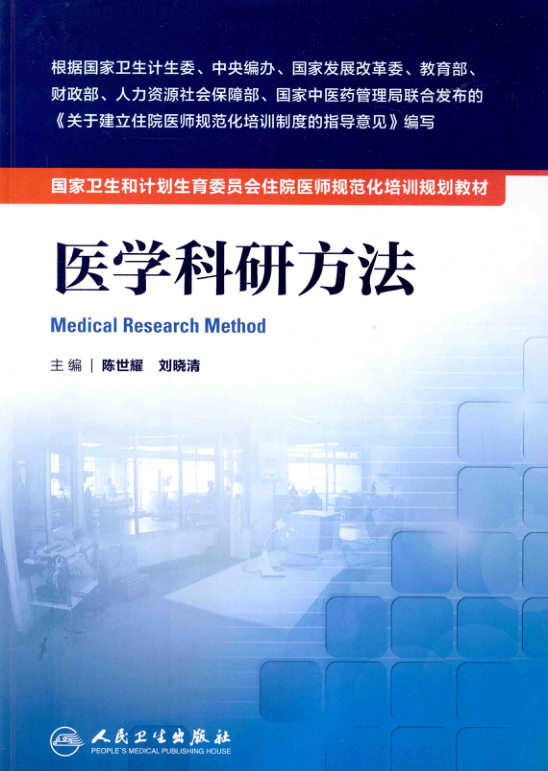 根据国家卫生计生委、中央编办、国家发展改革委、教育部、
财政部、人力资源社会保障部、国家中医药管理局联合发布的
《关于建立住院医师规范化培训制度的指导意见》编写
国家卫生和计划生育委员会住院医师规范化培训规划教材
医学科研方法
Medical Research Method
主 编 | 陈世耀 刘晓清
人民卫生出版社
PEOPLE'S MEDICAL PUBLISHING HOUSE